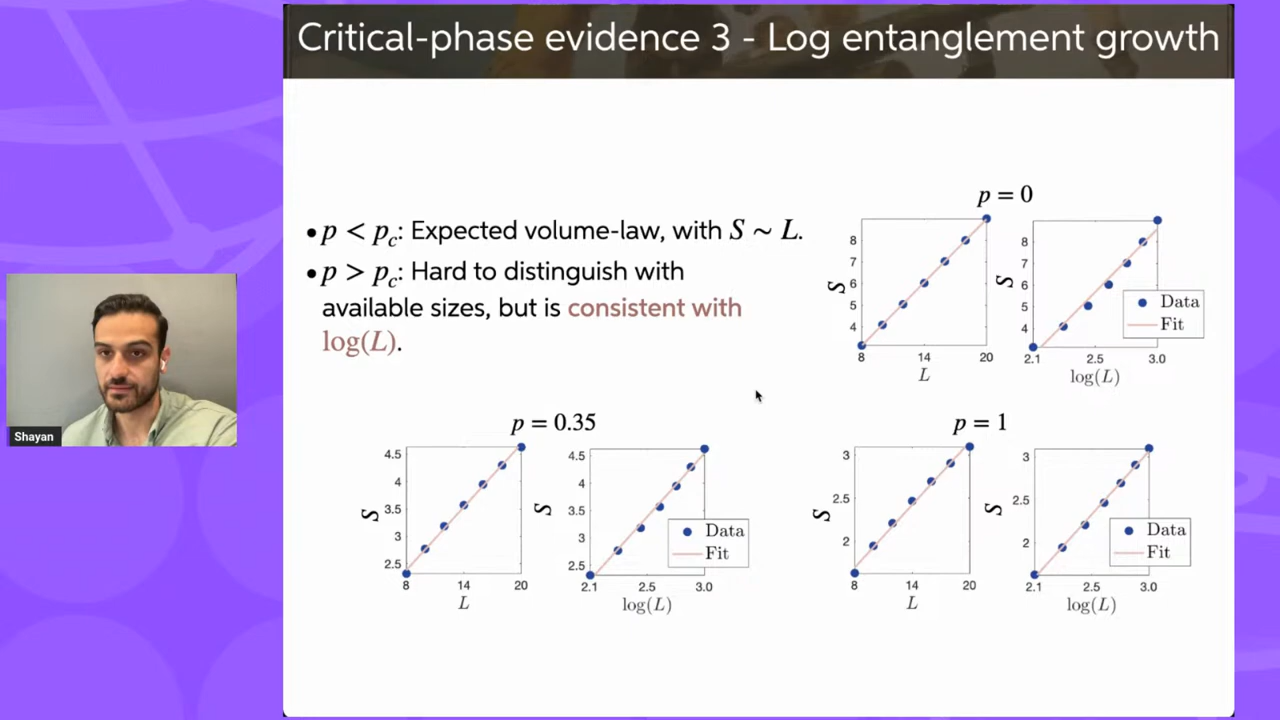 Critical-phase evidence 3 - Log entanglement growth
• p < p_c: Expected volume-law, with S ~ L.
• p > p_c: Hard to distinguish with
available sizes, but is consistent with
log(L).
p = 0
S
8
7
6
5
4
8 14 20
L
S
8
7
6
5
4
2.1 2.5 3.0
log(L)
Data
Fit
Shayan
p = 0.35
S
4.5
4
3.5
3
2.5
8 14 20
L
S
4.5
4
3.5
3
2.5
2.1 2.5 3.0
log(L)
Data
Fit
p = 1
S
3
2.5
2
8 14 20
L
S
3
2.5
2
2.1 2.5 3.0
log(L)
Data
Fit